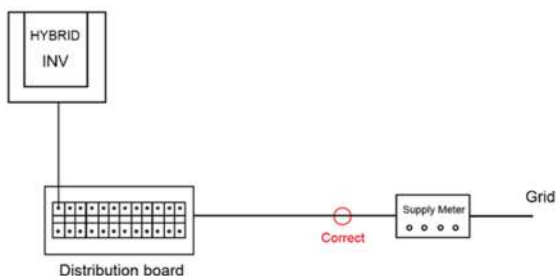 HYBRID
INV
Supply Meter
Grid
Correct
Distribution board